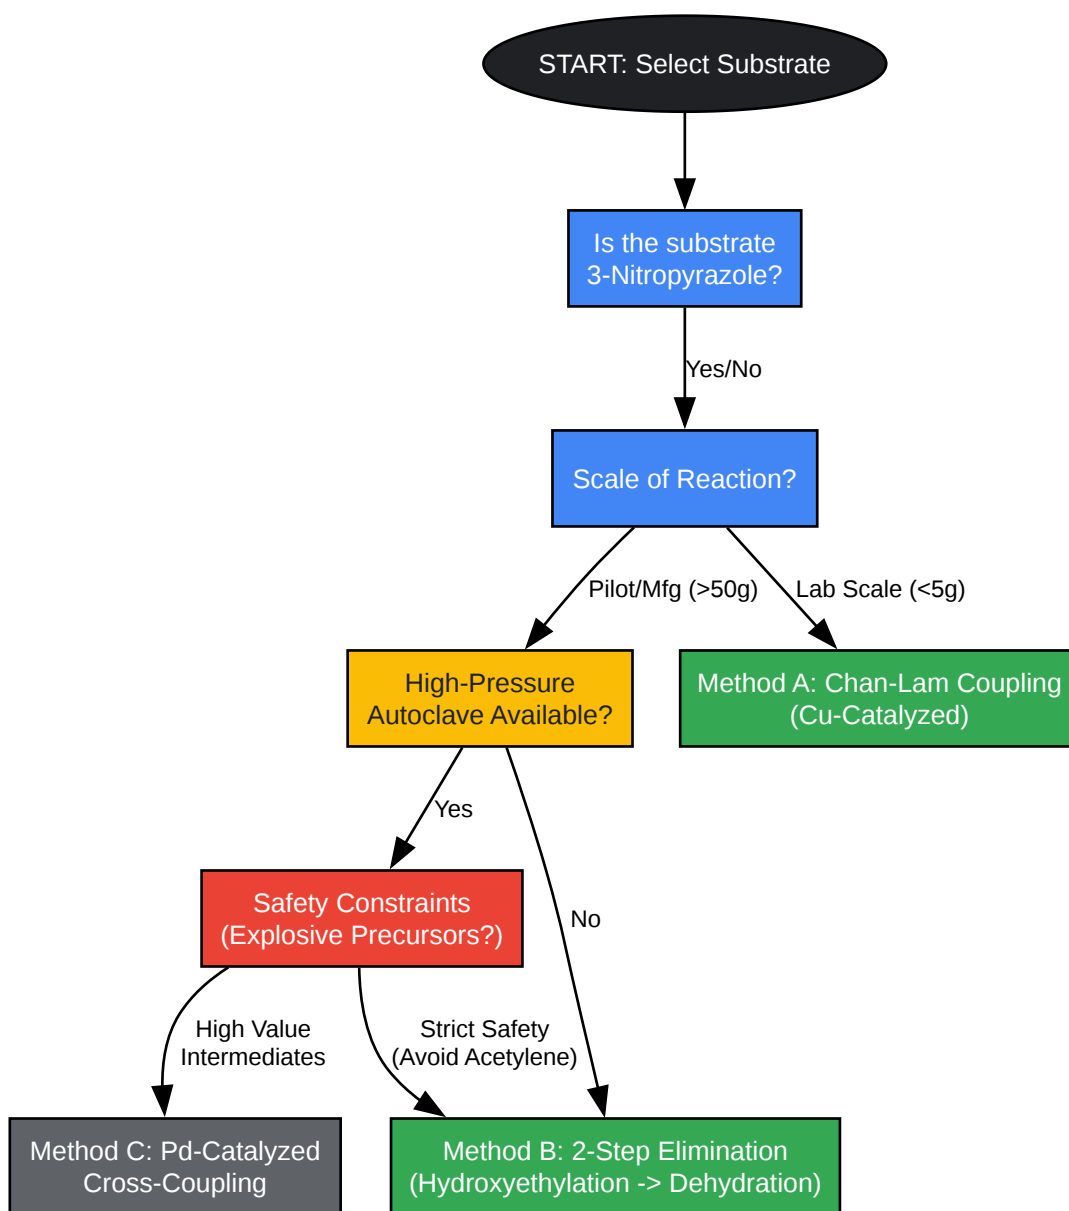 START: Select Substrate
Is the substrate
3-Nitropyrazole?
Yes/No
Scale of Reaction?
Pilot/Mfg (>50g)
Lab Scale (<5g)
High-Pressure
Autoclave Available?
Method A: Chan-Lam Coupling
(Cu-Catalyzed)
Yes
Safety Constraints
(Explosive Precursors?)
No
High Value
Intermediates
Strict Safety
(Avoid Acetylene)
Method C: Pd-Catalyzed
Cross-Coupling
Method B: 2-Step Elimination
(Hydroxyethylation -> Dehydration)